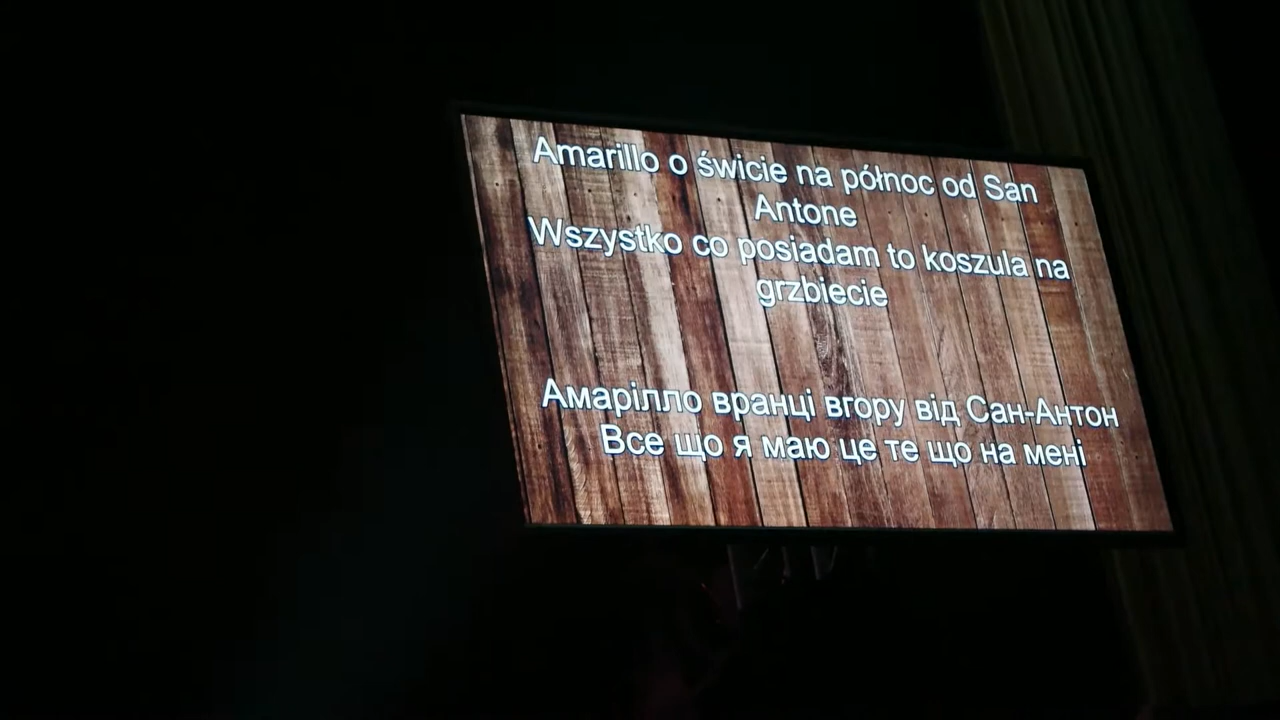 Amarillo o świcie na północ od San
Antone
Wszystko co posiadam to koszula na
grzbiecie
Амарілло вранці вгору від Сан-Антон
Все що я маю це те що на мені